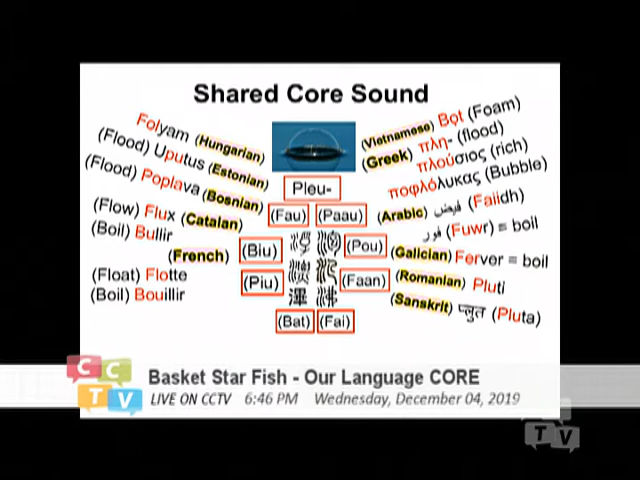 Shared Core Sound
Folyam (Hungarian)
(Flood) Uputus (Estonian)
(Flood) Poplava (Bosnian)
(Flow) Flux (Catalan)
(Boil) Bullir
(French)
(Float) Flotte
(Boil) Bouillir
Pleu-
(Fau) (Paau)
(Biu) (Pou)
(Piu) (Faan)
(Bat) (Fai)
(Vietnamese) Bọt (Foam)
(Greek) πλη- (flood)
πλούσιος (rich)
ποφλόλυκας (Bubble)
(Arabic) فيض (Faiidh)
فور (Fuwr) = boil
(Galician) Ferver = boil
(Romanian) Pluti
(Sanskrit) प्लुत (Pluta)
CCTV
Basket Star Fish - Our Language CORE
LIVE ON CCTV 6:46 PM Wednesday, December 04, 2019
TV